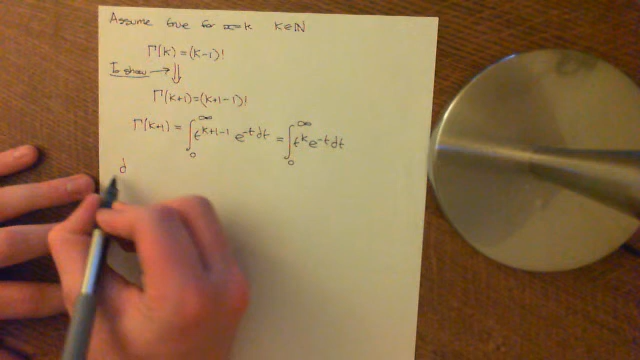 Assume true for x=k k∈ℕ
Γ(k) = (k-1)!
To show → ⇓
Γ(k+1) = (k+1-1)!
Γ(k+1) = ∫₀^∞ t^(k+1-1) e^(-t) dt = ∫₀^∞ t^k e^(-t) dt
d